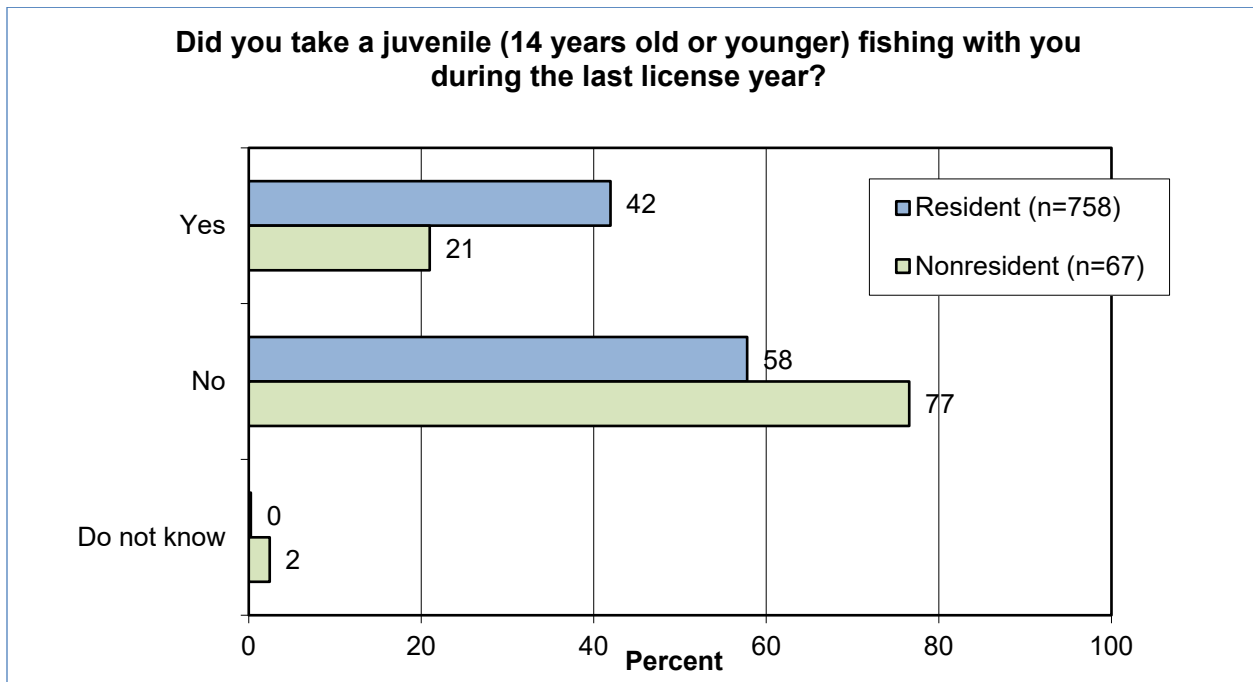 Did you take a juvenile (14 years old or younger) fishing with you
during the last license year?
Yes
42
21
Resident (n=758)
Nonresident (n=67)
No
58
77
Do not know
0
2
0
20
40
60
80
100
Percent